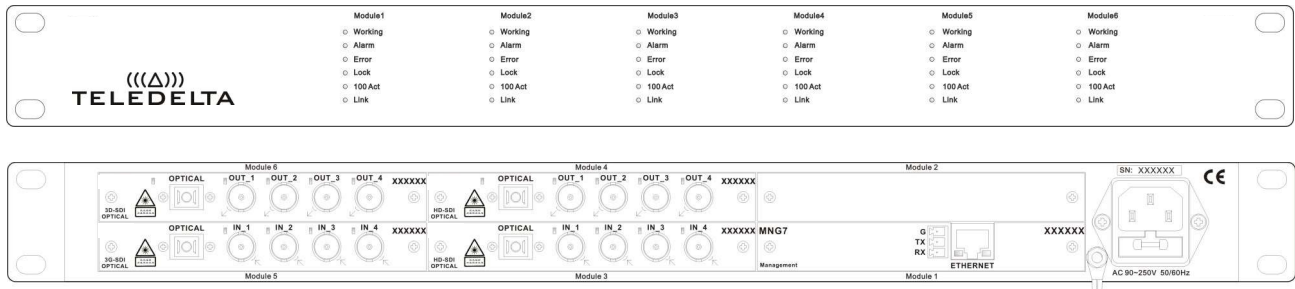 Module1 Module2 Module3 Module4 Module5 Module6
Working Working Working Working Working Working
Alarm Alarm Alarm Alarm Alarm Alarm
Error Error Error Error Error Error
Lock Lock Lock Lock Lock Lock
100 Act 100 Act 100 Act 100 Act 100 Act 100 Act
Link Link Link Link Link Link
(((Δ)))
TELEDELTA
Module 6 Module 4 Module 2
SN: XXXXXX
CE
OPTICAL OUT_1 OUT_2 OUT_3 OUT_4 XXXXXX
3D-SDI
OPTICAL
OPTICAL OUT_1 OUT_2 OUT_3 OUT_4 XXXXXX
HD-SDI
OPTICAL
OPTICAL IN_1 IN_2 IN_3 IN_4 XXXXXX
3G-SDI
OPTICAL
OPTICAL IN_1 IN_2 IN_3 IN_4 XXXXXX
HD-SDI
OPTICAL
MNG7 XXXXXX
G
TX
RX
Management ETHERNET
AC 90~250V 50/60Hz
Module 5 Module 3 Module 1